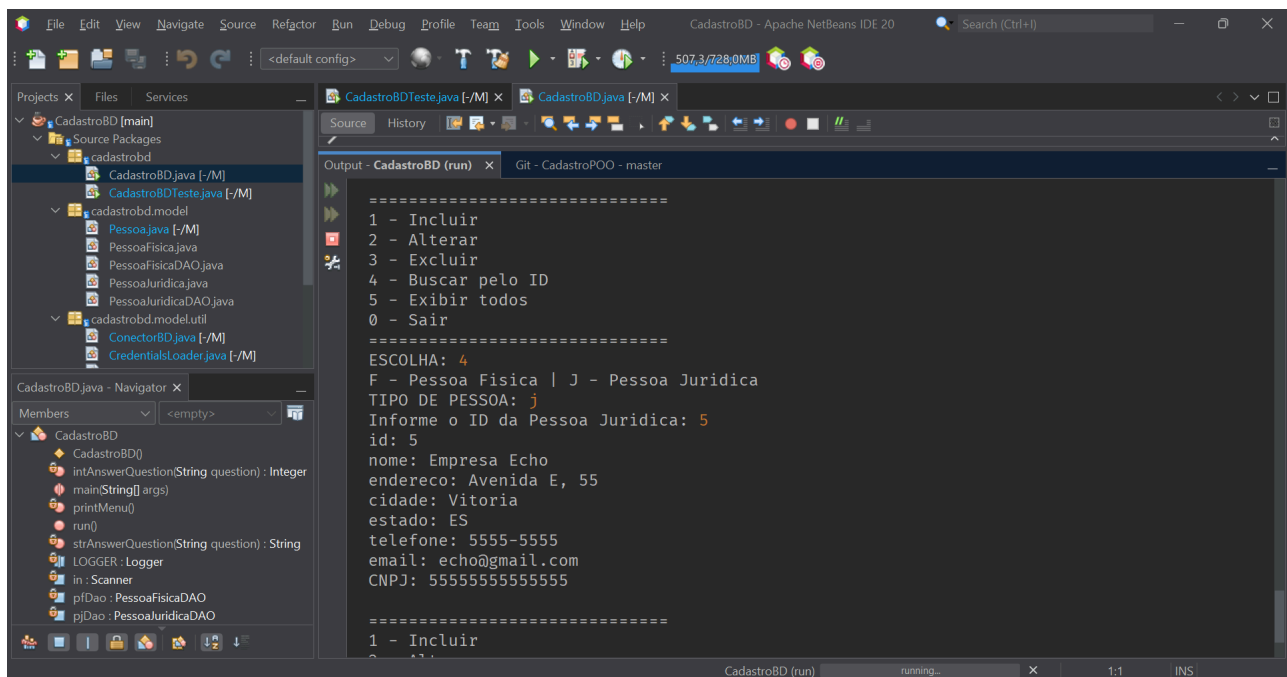 File Edit View Navigate Source Refactor Run Debug Profile Team Tools Window Help CadastroBD - Apache NetBeans IDE 20 Search (Ctrl+I)
<default config> 507,3/728,0MB
Projects Files Services
CadastroBD [main]
Source Packages
cadastrobd
CadastroBD.java [-/M]
CadastroBDTeste.java [-/M]
cadastrobd.model
Pessoa.java [-/M]
PessoaFisica.java
PessoaFisicaDAO.java
PessoaJuridica.java
PessoaJuridicaDAO.java
cadastrobd.model.util
ConectorBD.java [-/M]
CredentialsLoader.java [-/M]
CadastroBD.java - Navigator
Members <empty>
CadastroBD
CadastroBD()
intAnswerQuestion(String question) : Integer
main(String[] args)
printMenu()
run()
strAnswerQuestion(String question) : String
LOGGER : Logger
in : Scanner
pfDao : PessoaFisicaDAO
pjDao : PessoaJuridicaDAO
CadastroBDTeste.java [-/M] CadastroBD.java [-/M]
Source History
Output - CadastroBD (run) Git - CadastroPOO - master
==============================
1 - Incluir
2 - Alterar
3 - Excluir
4 - Buscar pelo ID
5 - Exibir todos
0 - Sair
==============================
ESCOLHA: 4
F - Pessoa Fisica | J - Pessoa Juridica
TIPO DE PESSOA: j
Informe o ID da Pessoa Juridica: 5
id: 5
nome: Empresa Echo
endereco: Avenida E, 55
cidade: Vitoria
estado: ES
telefone: 5555-5555
email: echo@gmail.com
CNPJ: 55555555555555
==============================
1 - Incluir
CadastroBD (run) running... 1:1 INS